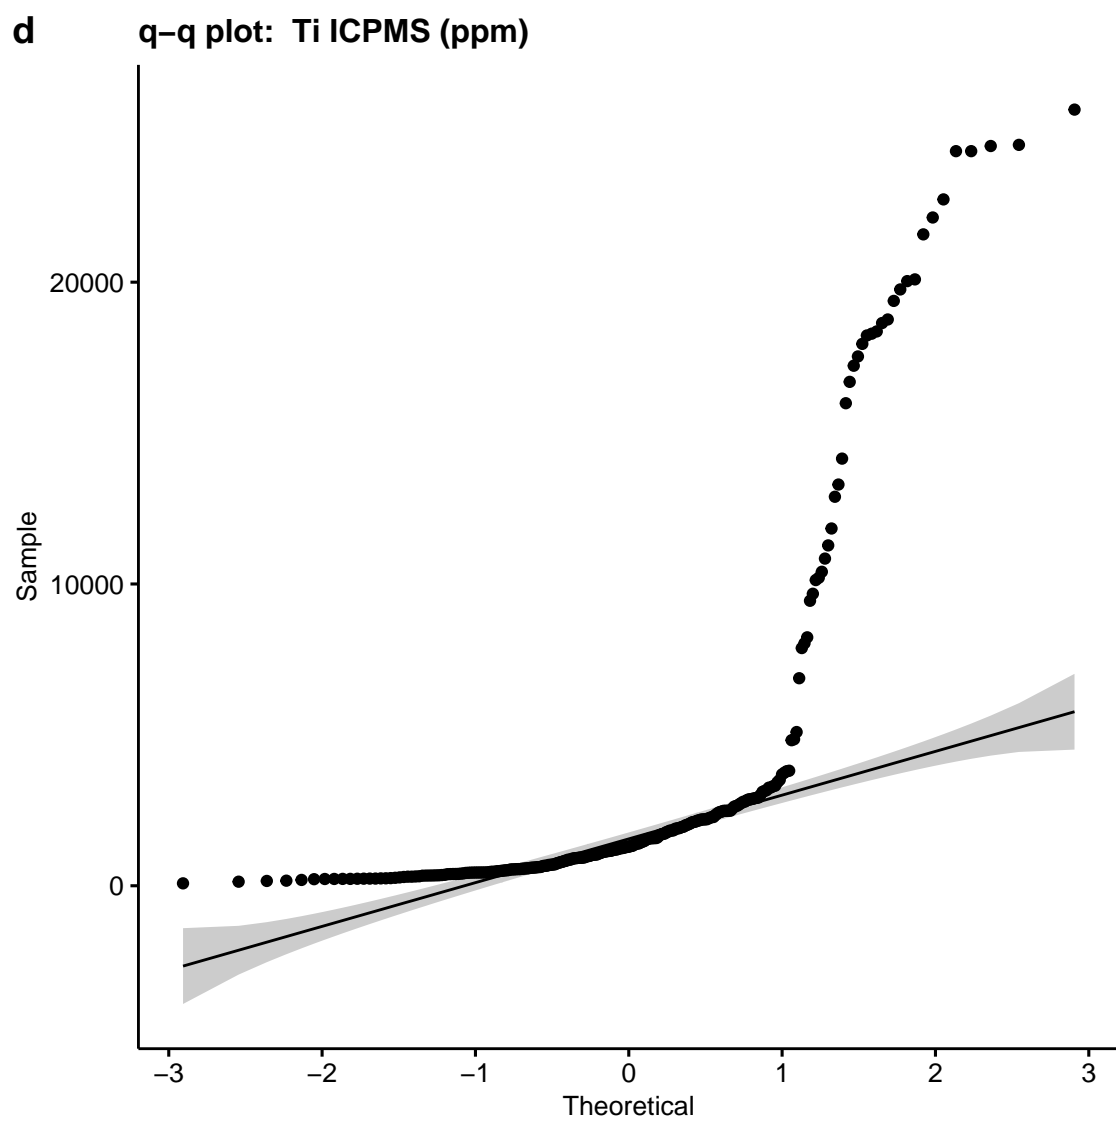 d
q−q plot:  Ti ICPMS (ppm)
20000
10000
0
Sample
−3 −2 −1 0 1 2 3
Theoretical